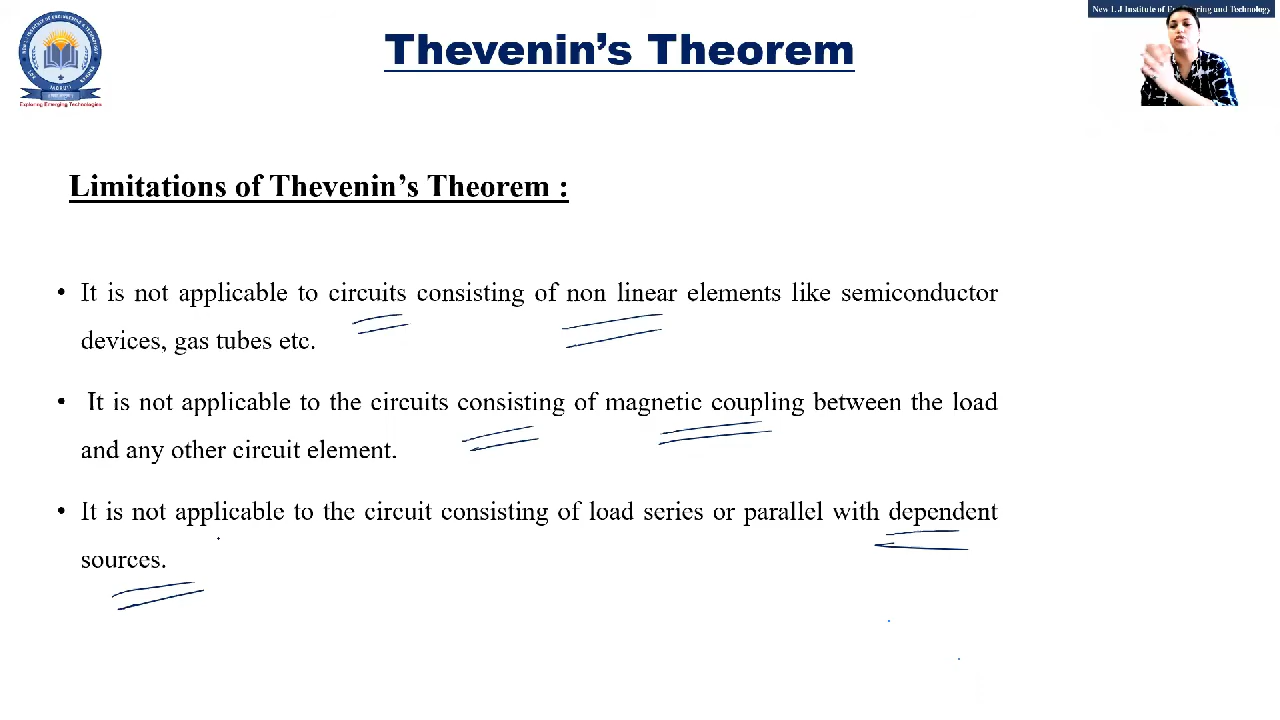 New L J Institute of Engineering and Technology
Thevenin’s Theorem
Exploring Emerging Technologies
Limitations of Thevenin’s Theorem :
• It is not applicable to circuits consisting of non linear elements like semiconductor
devices, gas tubes etc.
• It is not applicable to the circuits consisting of magnetic coupling between the load
and any other circuit element.
• It is not applicable to the circuit consisting of load series or parallel with dependent
sources.